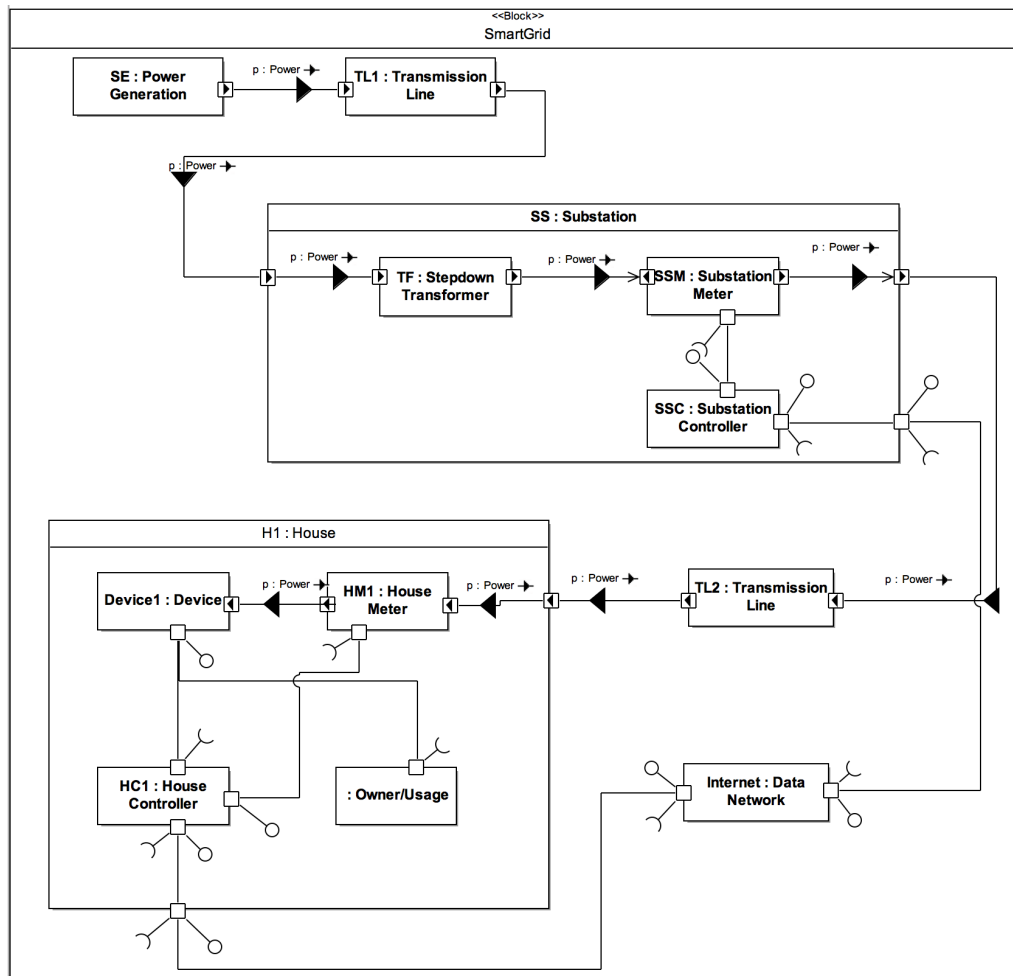 <<Block>>
SmartGrid
SE : Power
Generation
p : Power
TL1 : Transmission
Line
p : Power
SS : Substation
p : Power
TF : Stepdown
Transformer
p : Power
SSM : Substation
Meter
p : Power
SSC : Substation
Controller
H1 : House
Device1 : Device
p : Power
HM1 : House
Meter
p : Power
p : Power
TL2 : Transmission
Line
p : Power
HC1 : House
Controller
: Owner/Usage
Internet : Data
Network